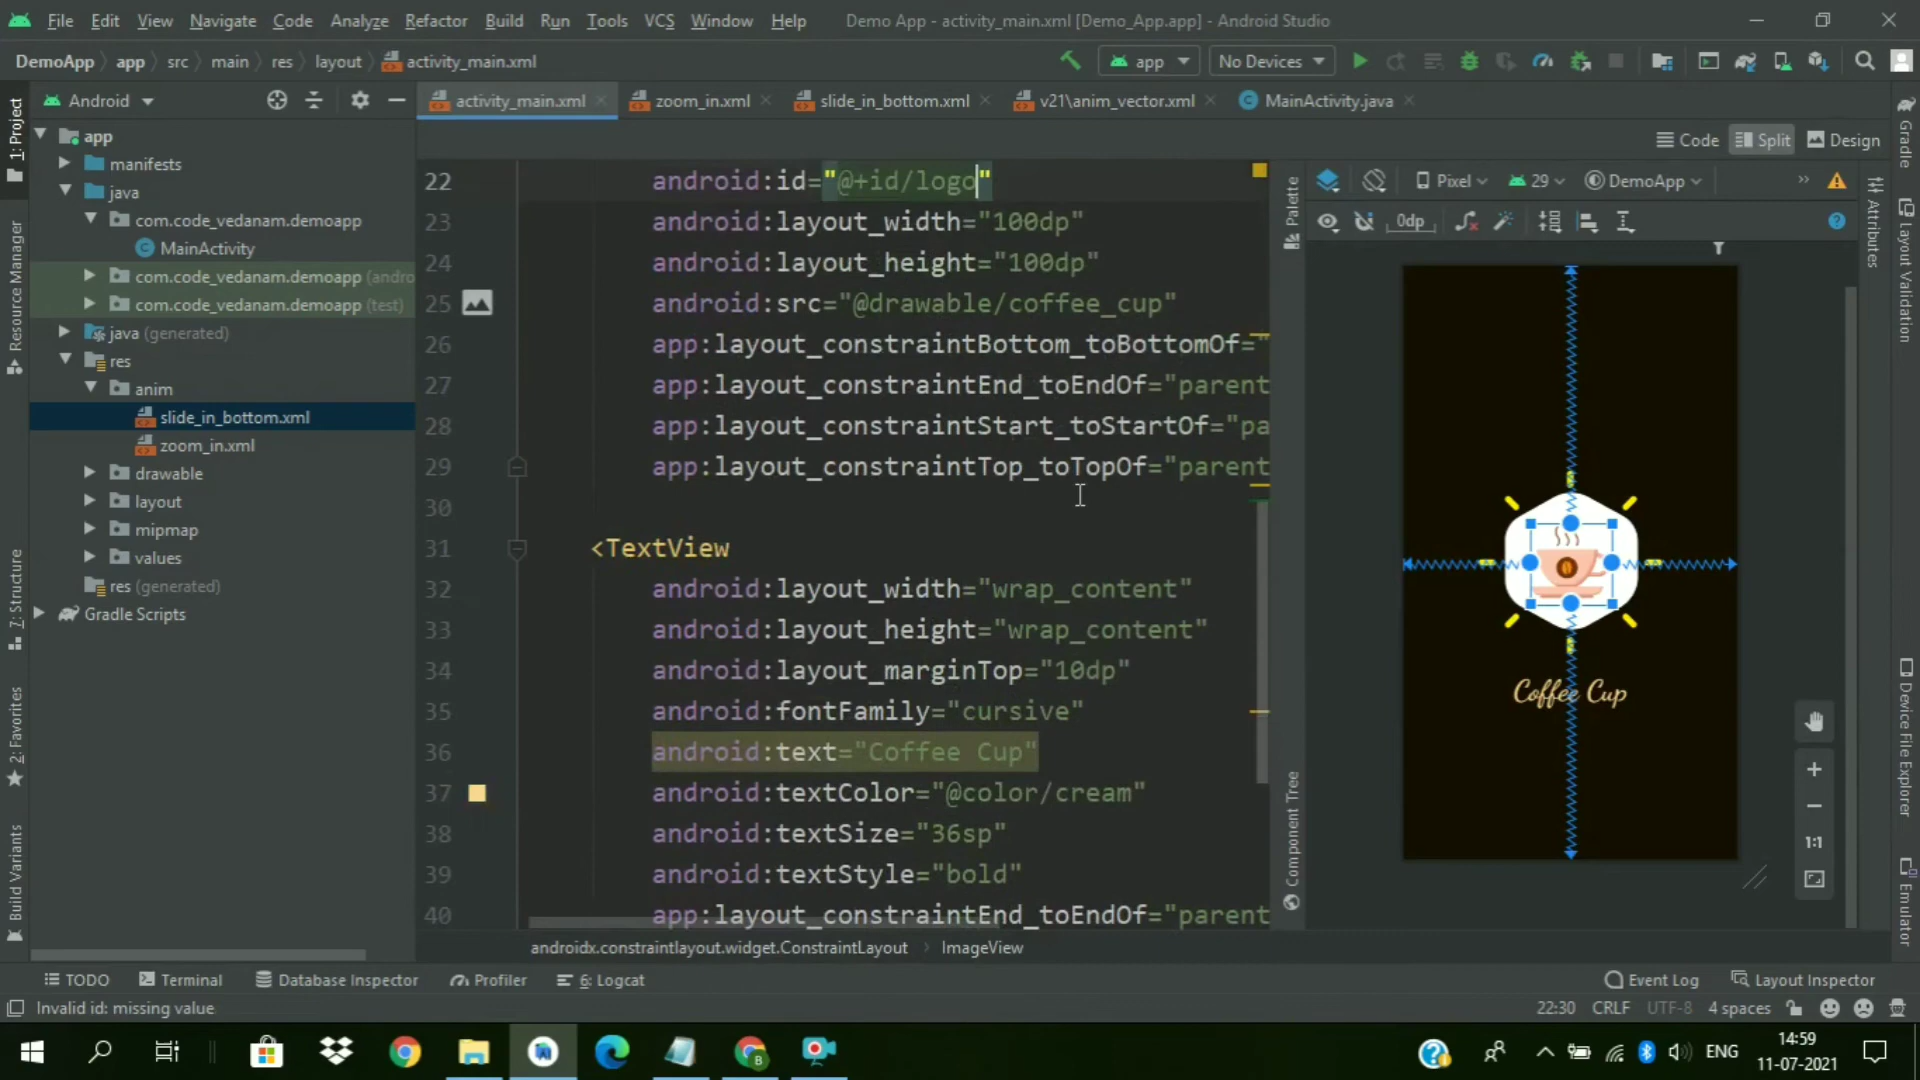 File Edit View Navigate Code Analyze Refactor Build Run Tools VCS Window Help Demo App - activity_main.xml [Demo_App.app] - Android Studio
DemoApp app src main res layout activity_main.xml app No Devices
Android activity_main.xml zoom_in.xml slide_in_bottom.xml v21\anim_vector.xml MainActivity.java
Code Split Design
1: Project
Resource Manager
7: Structure
2: Favorites
Build Variants
app
manifests
java
com.code_vedanam.demoapp
MainActivity
com.code_vedanam.demoapp (andro
com.code_vedanam.demoapp (test)
java (generated)
res
anim
slide_in_bottom.xml
zoom_in.xml
drawable
layout
mipmap
values
res (generated)
Gradle Scripts
22 android:id="@+id/logo"
23 android:layout_width="100dp"
24 android:layout_height="100dp"
25 android:src="@drawable/coffee_cup"
26 app:layout_constraintBottom_toBottomOf="
27 app:layout_constraintEnd_toEndOf="parent
28 app:layout_constraintStart_toStartOf="pa
29 app:layout_constraintTop_toTopOf="parent
30
31 <TextView
32 android:layout_width="wrap_content"
33 android:layout_height="wrap_content"
34 android:layout_marginTop="10dp"
35 android:fontFamily="cursive"
36 android:text="Coffee Cup"
37 android:textColor="@color/cream"
38 android:textSize="36sp"
39 android:textStyle="bold"
40 app:layout_constraintEnd_toEndOf="parent
androidx.constraintlayout.widget.ConstraintLayout ImageView
Palette
Component Tree
Pixel 29 DemoApp
0dp
Coffee Cup
1:1
Attributes
Gradle
Layout Validation
Device File Explorer
Emulator
TODO Terminal Database Inspector Profiler 6: Logcat Event Log Layout Inspector
Invalid id: missing value 22:30 CRLF UTF-8 4 spaces
B
ENG
14:59
11-07-2021